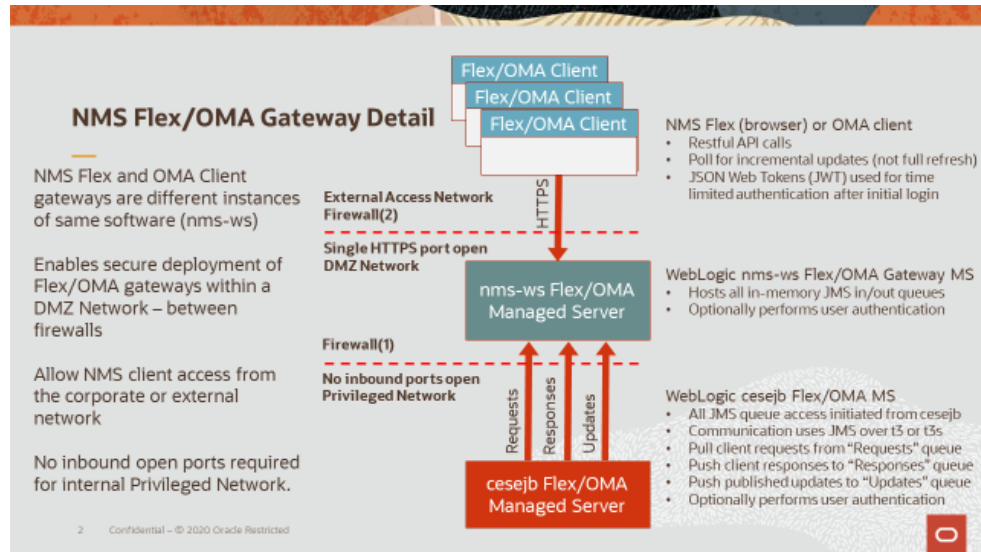 NMS Flex/OMA Gateway Detail
NMS Flex and OMA Client
gateways are different instances
of same software (nms-ws)
Enables secure deployment of
Flex/OMA gateways within a
DMZ Network – between
firewalls
Allow NMS client access from
the corporate or external
network
No inbound open ports required
for internal Privileged Network.
Flex/OMA Client
Flex/OMA Client
Flex/OMA Client
HTTPS
External Access Network
Firewall(2)
Single HTTPS port open
DMZ Network
nms-ws Flex/OMA
Managed Server
Firewall(1)
No inbound ports open
Privileged Network
Requests
Responses
Updates
cesejb Flex/OMA
Managed Server
NMS Flex (browser) or OMA client
• Restful API calls
• Poll for incremental updates (not full refresh)
• JSON Web Tokens (JWT) used for time
limited authentication after initial login
WebLogic nms-ws Flex/OMA Gateway MS
• Hosts all in-memory JMS in/out queues
• Optionally performs user authentication
WebLogic cesejb Flex/OMA MS
• All JMS queue access initiated from cesejb
• Communication uses JMS over t3 or t3s
• Pull client requests from “Requests” queue
• Push client responses to “Responses” queue
• Push published updates to “Updates” queue
• Optionally performs user authentication
2 Confidential – © 2020 Oracle Restricted